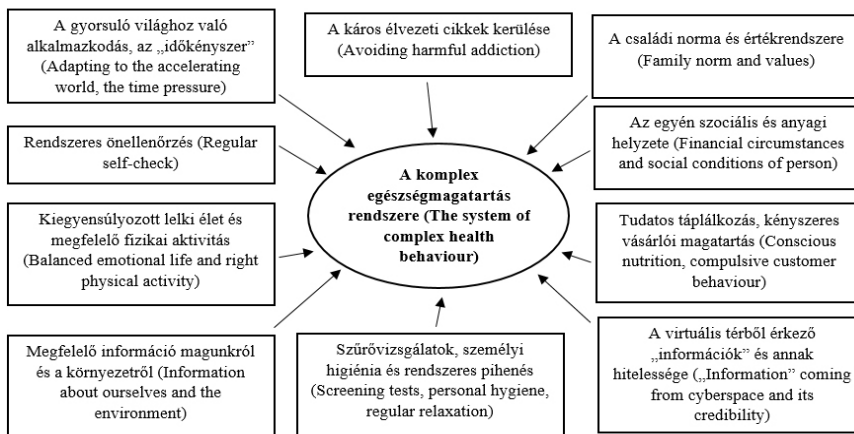 A gyorsuló világhoz való
alkalmazkodás, az „időkényszer”
(Adapting to the accelerating
world, the time pressure)
A káros élvezeti cikkek kerülése
(Avoiding harmful addiction)
A családi norma és értékrendszere
(Family norm and values)
Rendszeres önellenőrzés (Regular
self-check)
Az egyén szociális és anyagi
helyzete (Financial circumstances
and social conditions of person)
A komplex
egészségmagatartás
rendszere (The system of
complex health
behaviour)
Kiegyensúlyozott lelki élet és
megfelelő fizikai aktivitás
(Balanced emotional life and right
physical activity)
Tudatos táplálkozás, kényszeres
vásárlói magatartás (Conscious
nutrition, compulsive customer
behaviour)
Megfelelő információ magunkról
és a környezetről (Information
about ourselves and the
environment)
Szűrővizsgálatok, személyi
higiénia és rendszeres pihenés
(Screening tests, personal hygiene,
regular relaxation)
A virtuális térből érkező
„információk” és annak
hitelessége („Information” coming
from cyberspace and its
credibility)